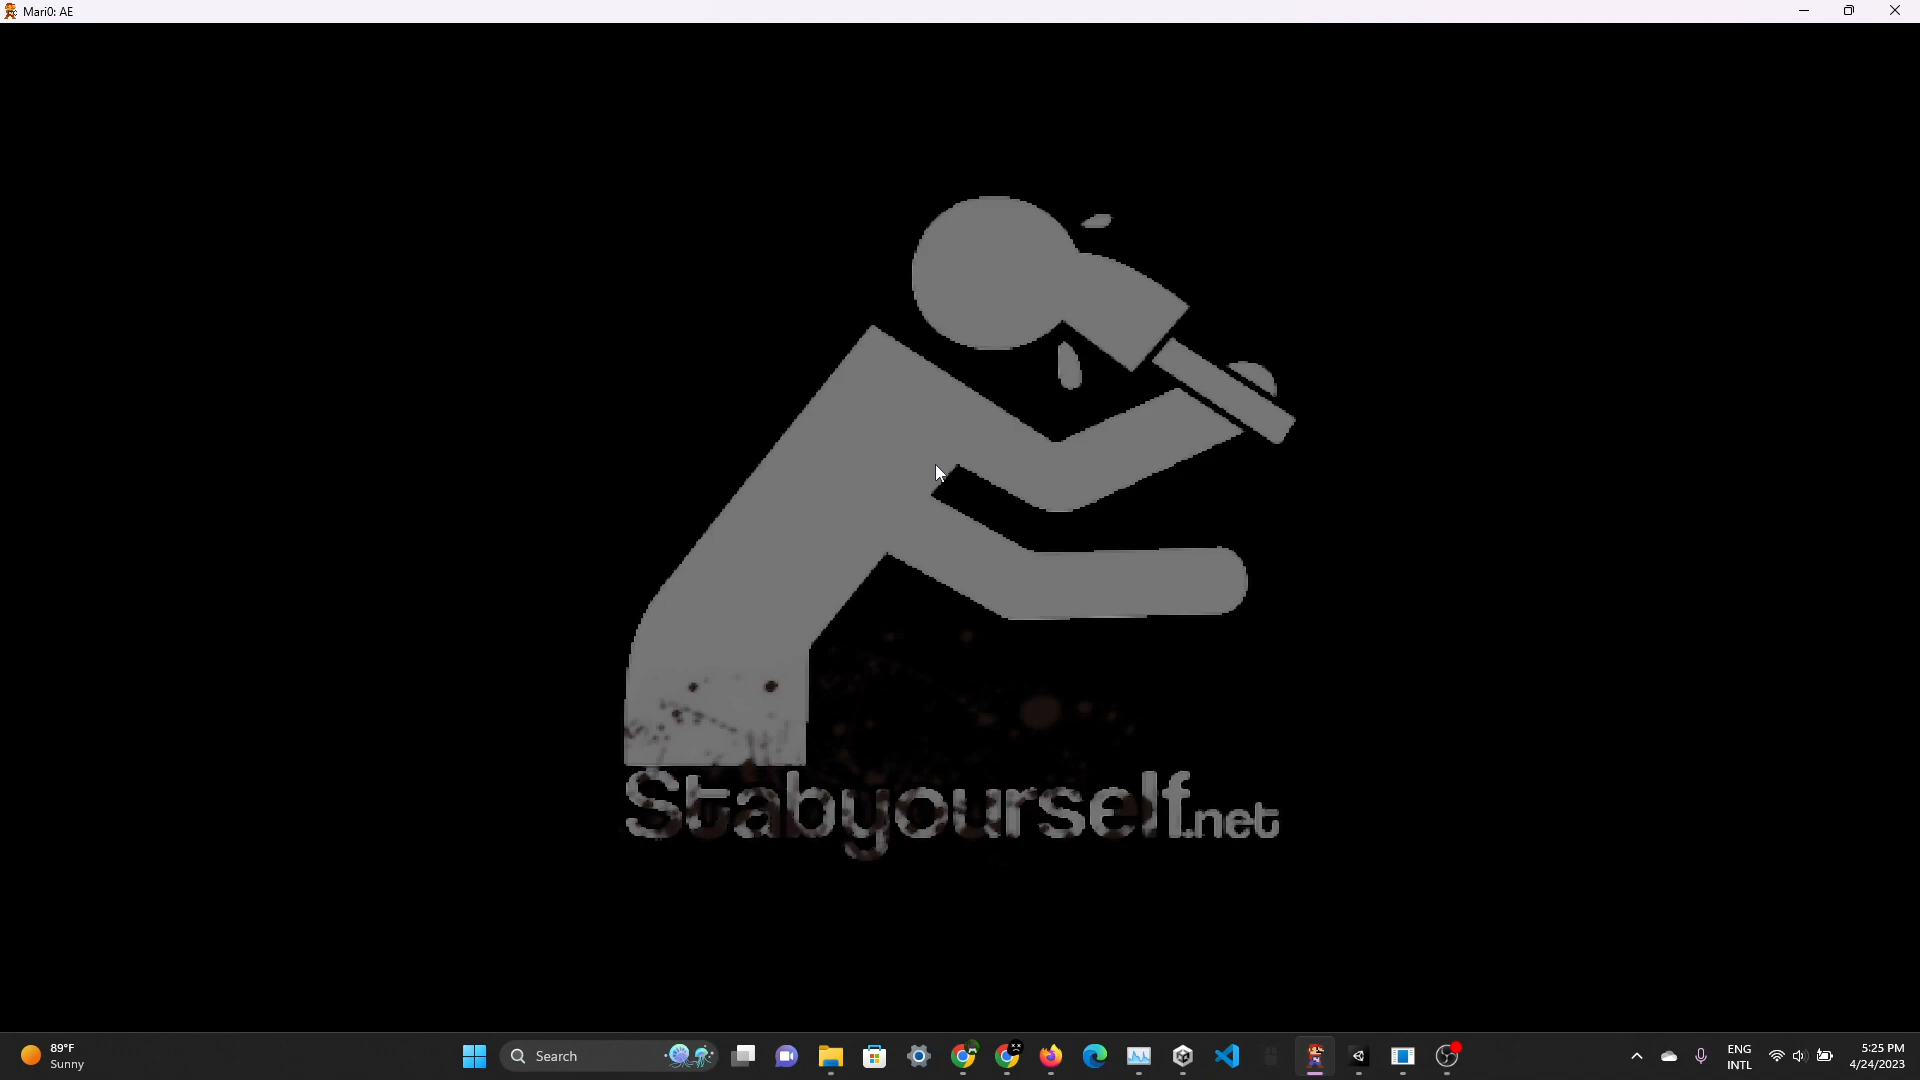 Mari0: AE
Stabyourself.net
89°F
Sunny
Search
ENG
INTL
5:25 PM
4/24/2023